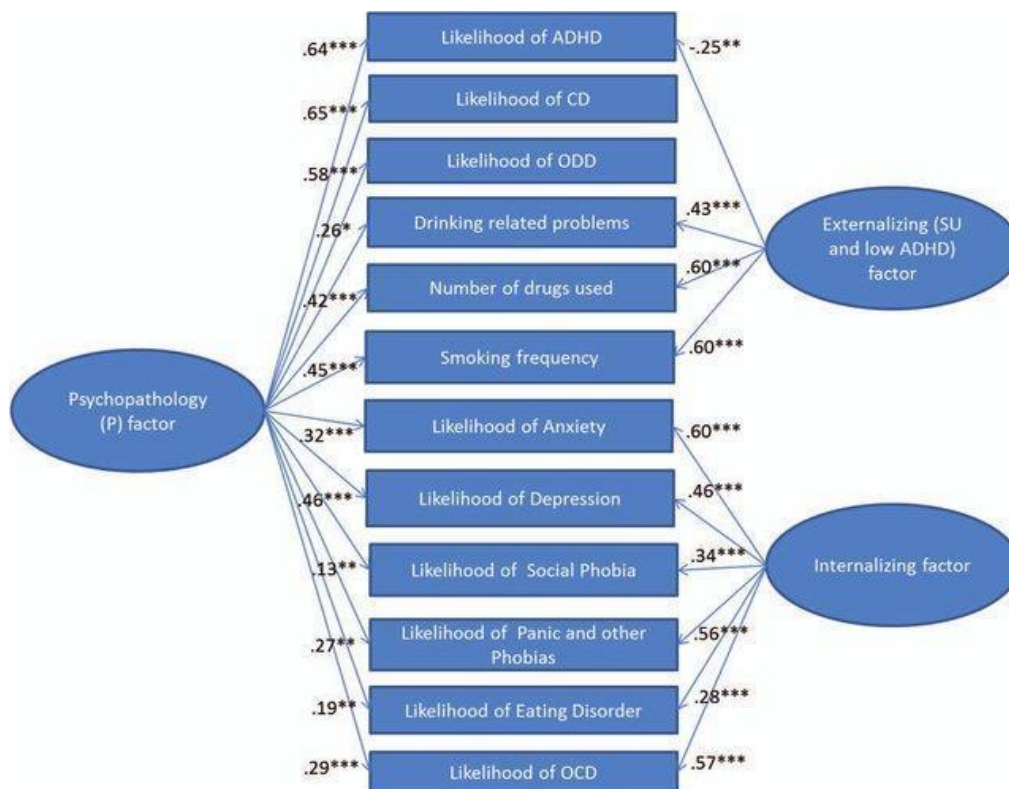 Likelihood of ADHD
.64***
-.25**
Likelihood of CD
.65***
Likelihood of ODD
.58***
Drinking related problems
.26*
.43***
Externalizing (SU
and low ADHD)
factor
Number of drugs used
.42***
.60***
Smoking frequency
.45***
.60***
Psychopathology
(P) factor
Likelihood of Anxiety
.32***
.60***
Likelihood of Depression
.46***
.46***
Likelihood of Social Phobia
.13**
.34***
Internalizing factor
Likelihood of Panic and other
Phobias
.27**
.56***
Likelihood of Eating Disorder
.19**
.28***
Likelihood of OCD
.29***
.57***